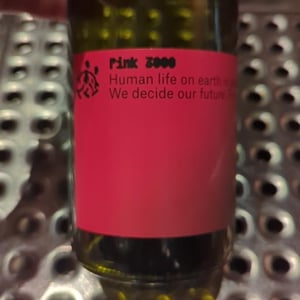 Pink 3000
Human life on earth
We decide our future